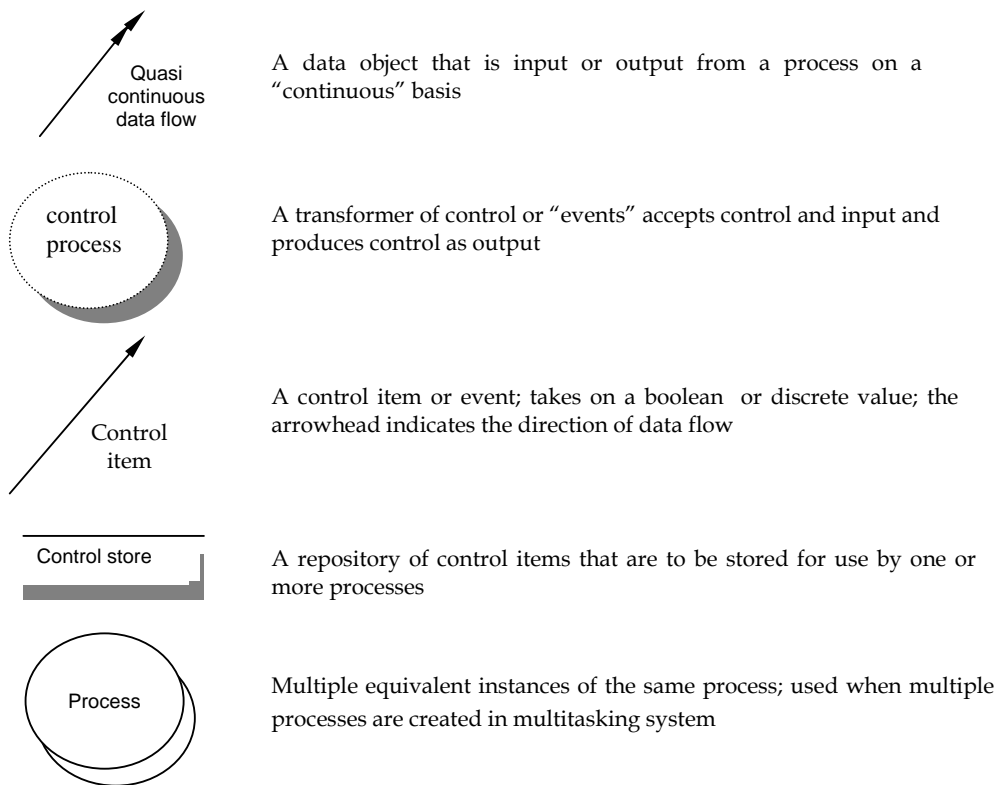 Quasi
continuous
data flow
A data object that is input or output from a process on a
“continuous” basis
control
process
A transformer of control or “events” accepts control and input and
produces control as output
Control
item
A control item or event; takes on a boolean or discrete value; the
arrowhead indicates the direction of data flow
Control store
A repository of control items that are to be stored for use by one or
more processes
Process
Multiple equivalent instances of the same process; used when multiple
processes are created in multitasking system